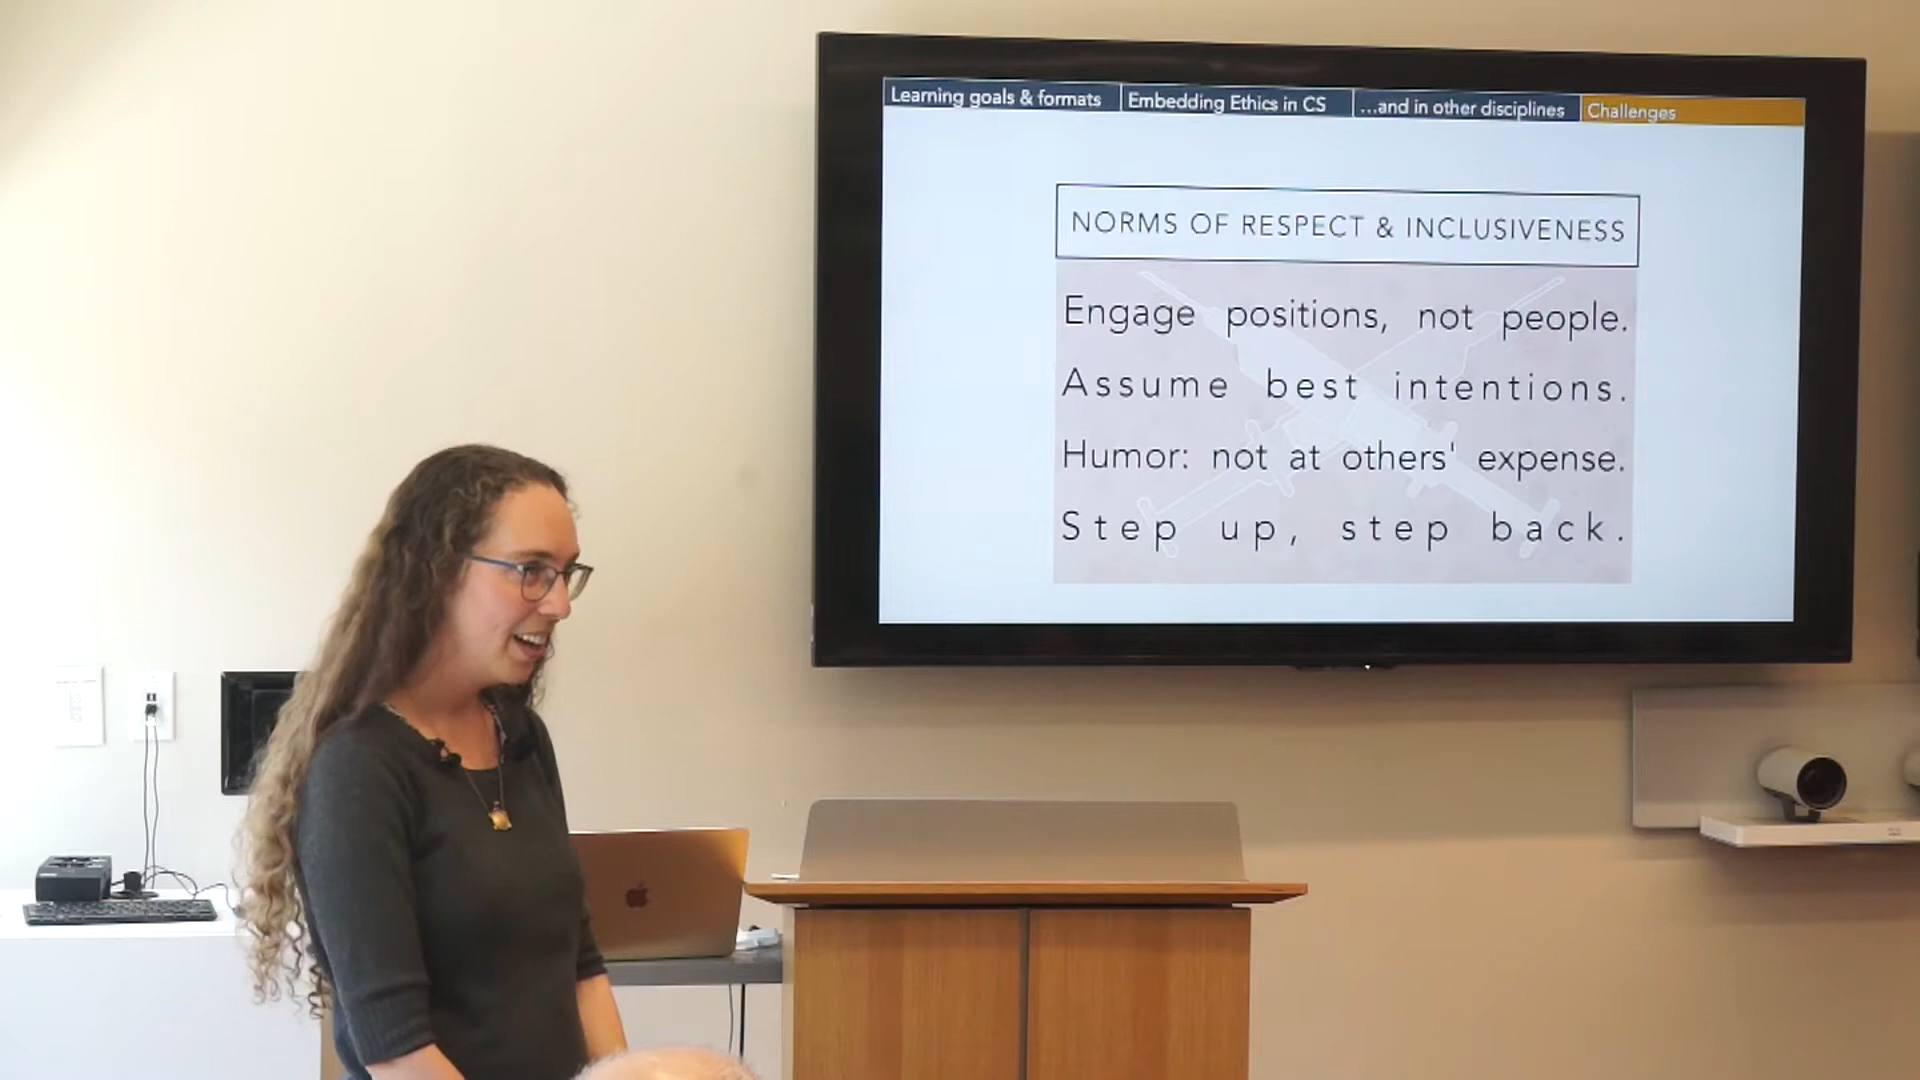 Learning goals & formats
Embedding Ethics in CS
...and in other disciplines
Challenges
NORMS OF RESPECT & INCLUSIVENESS
Engage positions, not people.
Assume best intentions.
Humor: not at others' expense.
Step up, step back.